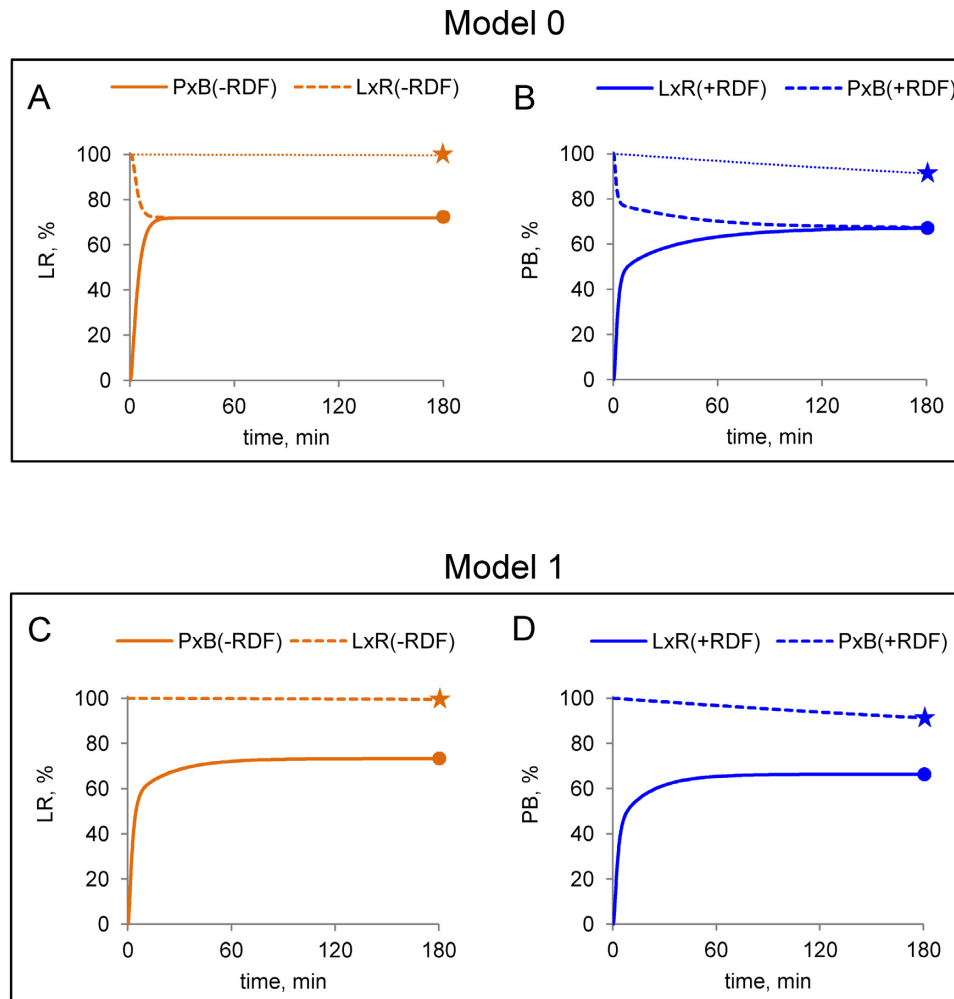 Model 0
A
PxB(-RDF)
LxR(-RDF)
LR, %
100
80
60
40
20
0
0
60
120
180
time, min
B
LxR(+RDF)
PxB(+RDF)
PB, %
100
80
60
40
20
0
0
60
120
180
time, min
Model 1
C
PxB(-RDF)
LxR(-RDF)
LR, %
100
80
60
40
20
0
0
60
120
180
time, min
D
LxR(+RDF)
PxB(+RDF)
PB, %
100
80
60
40
20
0
0
60
120
180
time, min